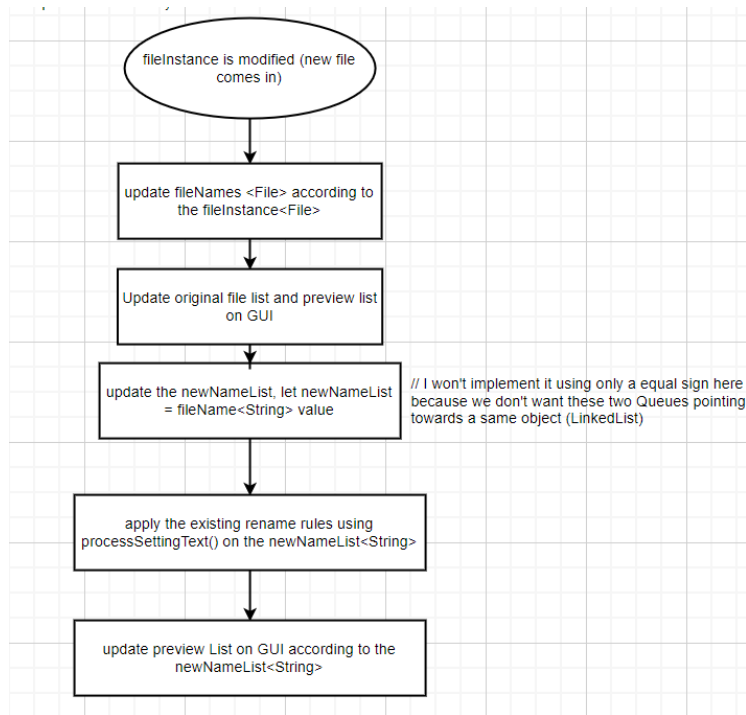 fileInstance is modified (new file
comes in)
update fileNames <File> according to
the fileInstance<File>
Update original file list and preview list
on GUI
update the newNameList, let newNameList
= fileName<String> value
// I won't implement it using only a equal sign here
because we don't want these two Queues pointing
towards a same object (LinkedList)
apply the existing rename rules using
processSettingText() on the newNameList<String>
update preview List on GUI according to the
newNameList<String>